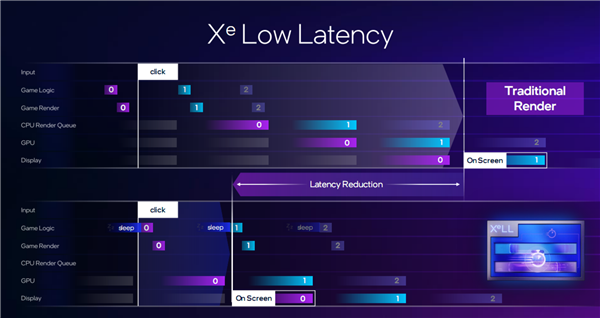 Xe Low Latency
Input click
Game Logic 0 1 2
Game Render 0 1 2
CPU Render Queue 0 1 2
GPU 0 1 2
Display 0 On Screen 1
Traditional
Render
Latency Reduction
Input click
Game Logic sleep 0 sleep 1 sleep 2
Game Render 0 1 2
CPU Render Queue
GPU 0 1 2
Display On Screen 0 1 2
XeLL